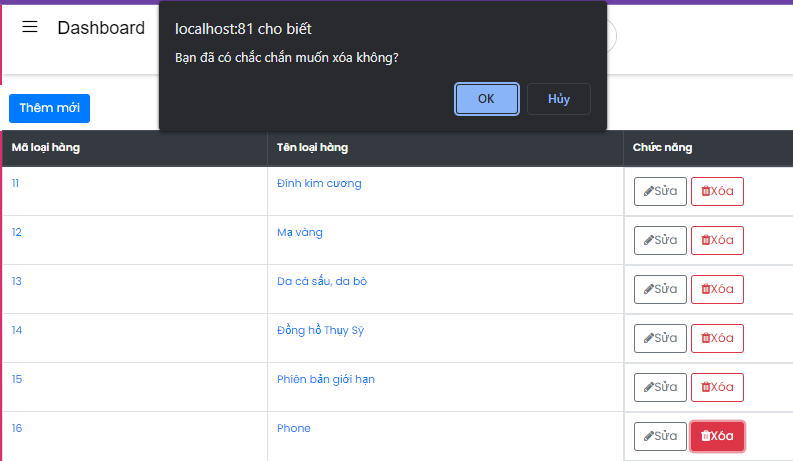 localhost:81 cho biết
Dashboard
Bạn đã có chắc chắn muốn xóa không?
OK Hủy
Thêm mới
Mã loại hàng Tên loại hàng Chức năng
11 Đính kim cương Sửa Xóa
12 Mạ vàng Sửa Xóa
13 Da cá sấu, da bò Sửa Xóa
14 Đồng hồ Thụy Sỹ Sửa Xóa
15 Phiên bản giới hạn Sửa Xóa
16 Phone Sửa Xóa